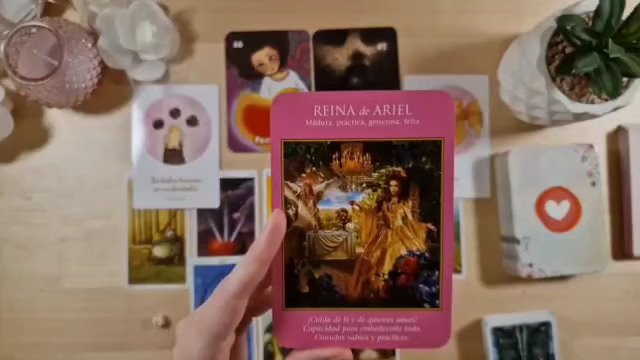 66
REINA de ARIEL
Madura, práctica, generosa, feliz
¡Cuida de ti y de quienes amas!
Capacidad para embellecerlo todo.
Consejos sabios y prácticos.